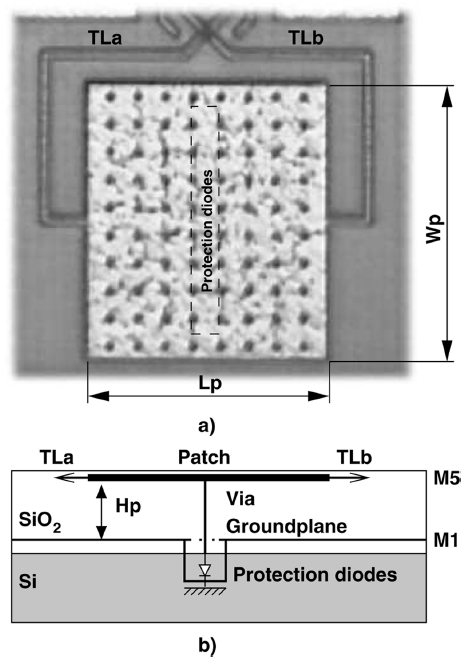 TLa TLb
Protection diodes
Wp
Lp
a)
TLa Patch TLb
M5
Hp Via
SiO2
Groundplane
M1
Si Protection diodes
b)